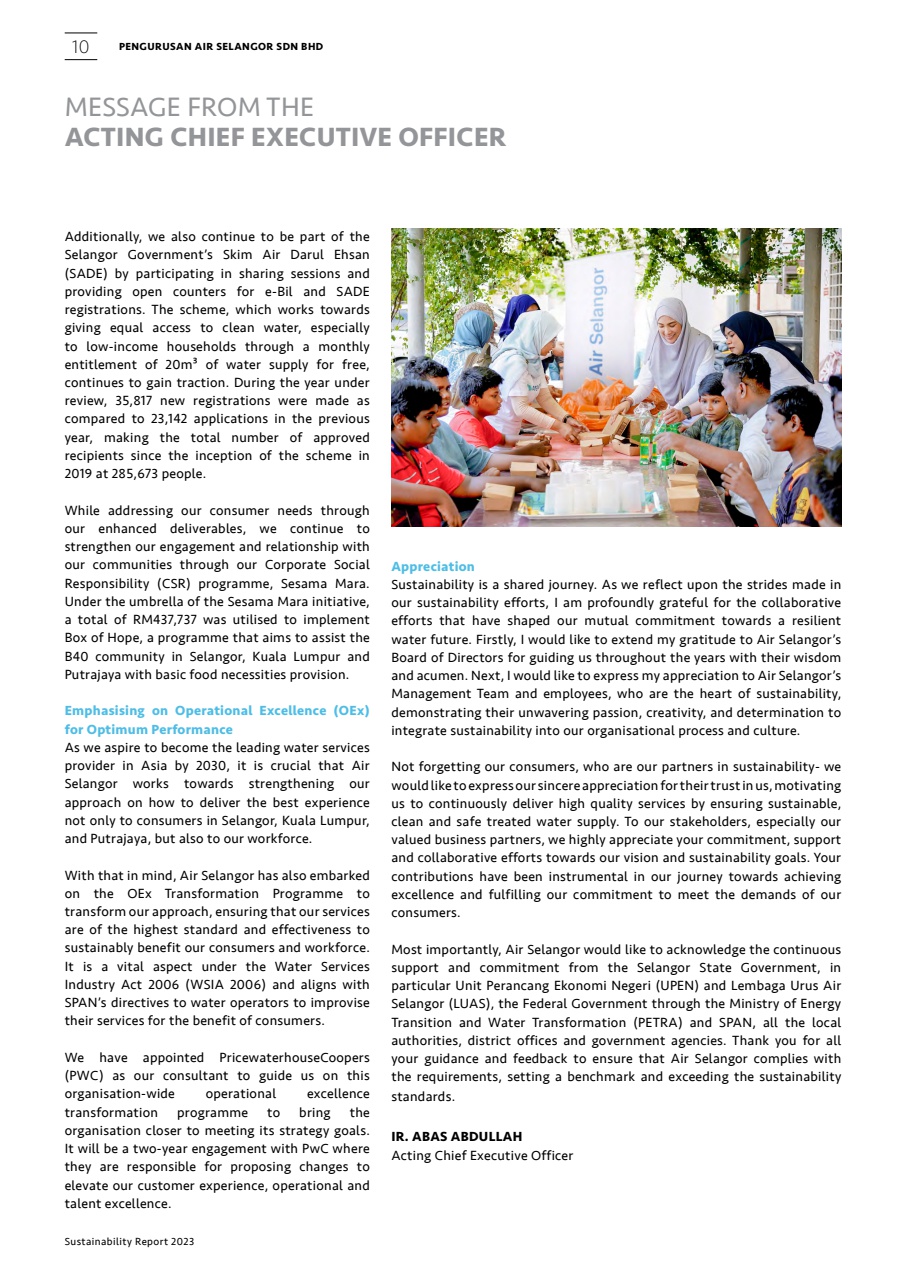 10
PENGURUSAN AIR SELANGOR SDN BHD
MESSAGE FROM THE
ACTING CHIEF EXECUTIVE OFFICER
Additionally, we also continue to be part of the
Selangor Government's Skim Air Darul Ehsan
(SADE) by participating in sharing sessions and
providing open counters for e-Bil and SADE
registrations. The scheme, which works towards
giving equal access to clean water, especially
to low-income households through a monthly
entitlement of 20m³ of water supply for free,
continues to gain traction. During the year under
review, 35,817 new registrations were made as
compared to 23,142 applications in the previous
year, making the total number of approved
recipients since the inception of the scheme in
2019 at 285,673 people.
While addressing our consumer needs through
our enhanced deliverables, we continue to
strengthen our engagement and relationship with
our communities through our Corporate Social
Responsibility (CSR) programme, Sesama Mara.
Under the umbrella of the Sesama Mara initiative,
a total of RM437,737 was utilised to implement
Box of Hope, a programme that aims to assist the
B40 community in Selangor, Kuala Lumpur and
Putrajaya with basic food necessities provision.
Emphasising on Operational Excellence (OEx)
for Optimum Performance
As we aspire to become the leading water services
provider in Asia by 2030, it is crucial that Air
Selangor works towards strengthening our
approach on how to deliver the best experience
not only to consumers in Selangor, Kuala Lumpur,
and Putrajaya, but also to our workforce.
With that in mind, Air Selangor has also embarked
on the OEx Transformation Programme to
transform our approach, ensuring that our services
are of the highest standard and effectiveness to
sustainably benefit our consumers and workforce.
It is a vital aspect under the Water Services
Industry Act 2006 (WSIA 2006) and aligns with
SPAN's directives to water operators to improvise
their services for the benefit of consumers.
We have appointed PricewaterhouseCoopers
(PWC) as our consultant to guide us on this
organisation-wide operational excellence
transformation programme to bring the
organisation closer to meeting its strategy goals.
It will be a two-year engagement with PwC where
they are responsible for proposing changes to
elevate our customer experience, operational and
talent excellence.
Air Selangor
Appreciation
Sustainability is a shared journey. As we reflect upon the strides made in
our sustainability efforts, I am profoundly grateful for the collaborative
efforts that have shaped our mutual commitment towards a resilient
water future. Firstly, I would like to extend my gratitude to Air Selangor's
Board of Directors for guiding us throughout the years with their wisdom
and acumen. Next, I would like to express my appreciation to Air Selangor's
Management Team and employees, who are the heart of sustainability,
demonstrating their unwavering passion, creativity, and determination to
integrate sustainability into our organisational process and culture.
Not forgetting our consumers, who are our partners in sustainability- we
would like to express our sincere appreciation for their trust in us, motivating
us to continuously deliver high quality services by ensuring sustainable,
clean and safe treated water supply. To our stakeholders, especially our
valued business partners, we highly appreciate your commitment, support
and collaborative efforts towards our vision and sustainability goals. Your
contributions have been instrumental in our journey towards achieving
excellence and fulfilling our commitment to meet the demands of our
consumers.
Most importantly, Air Selangor would like to acknowledge the continuous
support and commitment from the Selangor State Government, in
particular Unit Perancang Ekonomi Negeri (UPEN) and Lembaga Urus Air
Selangor (LUAS), the Federal Government through the Ministry of Energy
Transition and Water Transformation (PETRA) and SPAN, all the local
authorities, district offices and government agencies. Thank you for all
your guidance and feedback to ensure that Air Selangor complies with
the requirements, setting a benchmark and exceeding the sustainability
standards.
IR. ABAS ABDULLAH
Acting Chief Executive Officer
Sustainability Report 2023